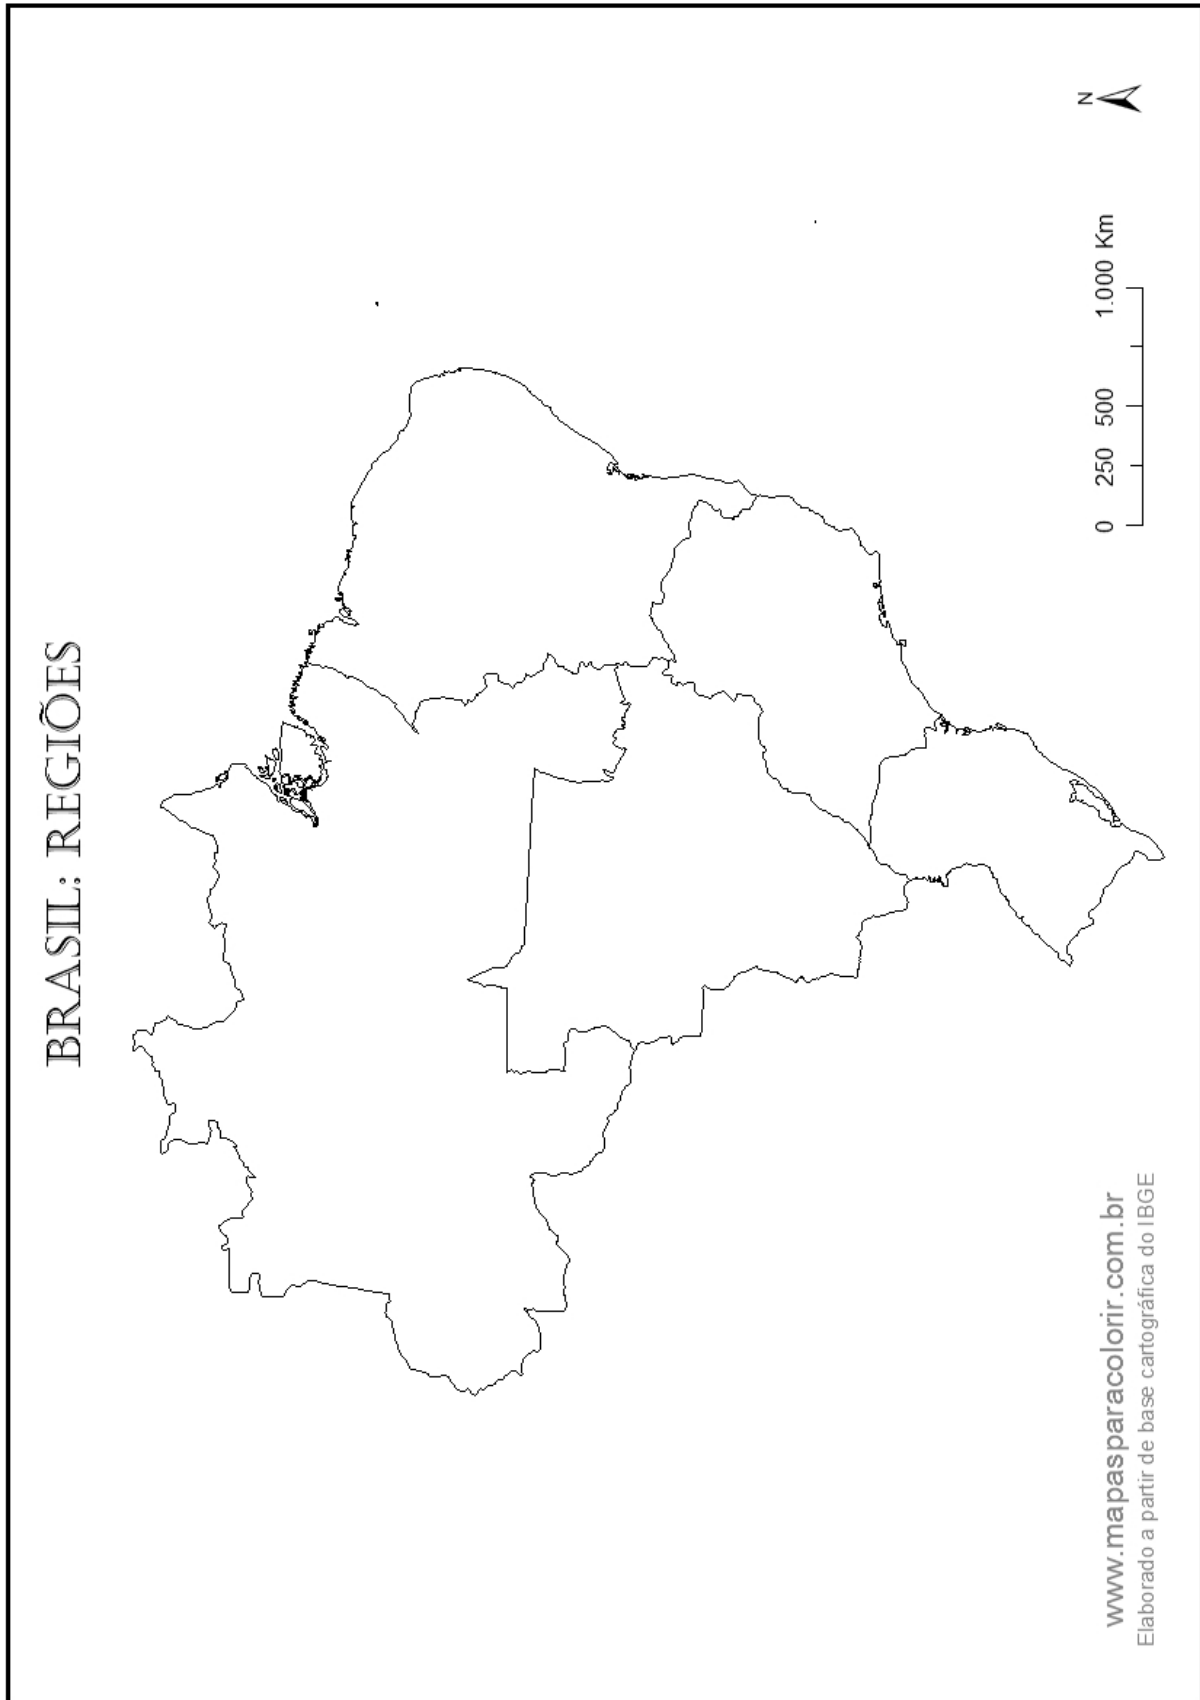 BRASIL: REGIÕES
N
0 250 500 1.000 Km
www.mapasparacolorir.com.br
Elaborado a partir de base cartográfica do IBGE